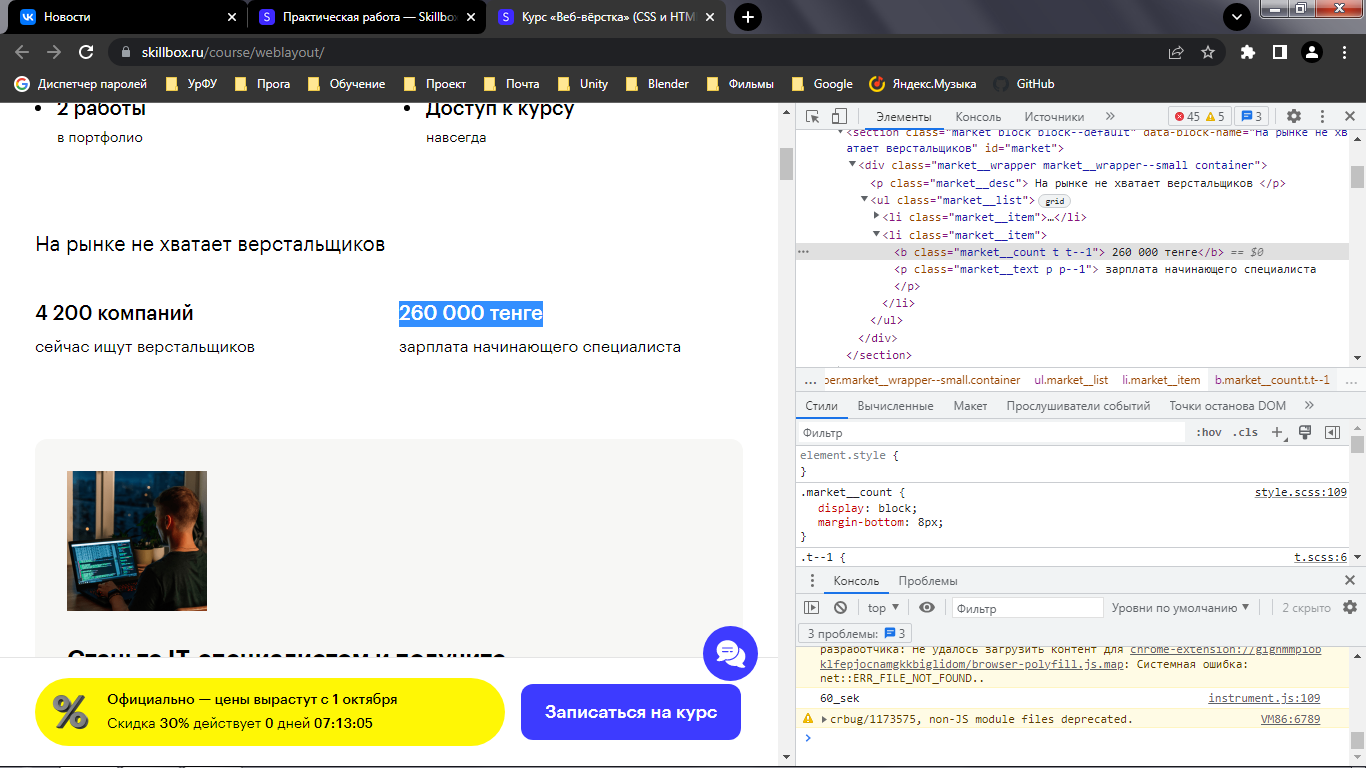 Новости
Практическая работа — Skillbox
Курс «Веб-вёрстка» (CSS и HTM
skillbox.ru/course/weblayout/
Диспетчер паролей
УрФУ
Прога
Обучение
Проект
Почта
Unity
Blender
Фильмы
Google
Яндекс.Музыка
GitHub
2 работы
в портфолио
Доступ к курсу
навсегда
На рынке не хватает верстальщиков
4 200 компаний
сейчас ищут верстальщиков
260 000 тенге
зарплата начинающего специалиста
Станьте IT-специалистом и получите
%
Официально — цены вырастут с 1 октября
Скидка 30% действует 0 дней 07:13:05
Записаться на курс
Элементы
Консоль
Источники
45
5
3
<section class="market block block--default" data-block-name="На рынке не хв
атает верстальщиков" id="market">
<div class="market__wrapper market__wrapper--small container">
<p class="market__desc"> На рынке не хватает верстальщиков </p>
<ul class="market__list"> grid
<li class="market__item">…</li>
<li class="market__item">
<b class="market__count t t--1"> 260 000 тенге</b> == $0
<p class="market__text p p--1"> зарплата начинающего специалиста
</p>
</li>
</ul>
</div>
</section>
… per.market__wrapper--small.container ul.market__list li.market__item b.market__count.t.t--1 …
Стили
Вычисленные
Макет
Прослушиватели событий
Точки останова DOM
Фильтр
:hov .cls
element.style {
}
.market__count { style.scss:109
display: block;
margin-bottom: 8px;
}
.t--1 { t.scss:6
Консоль
Проблемы
top
Фильтр
Уровни по умолчанию
2 скрыто
3 проблемы: 3
разработчика: Не удалось загрузить контент для chrome-extension://gighmmpiob
klfepjocnamgkkbiglidom/browser-polyfill.js.map: Системная ошибка:
net::ERR_FILE_NOT_FOUND..
60_sek instrument.js:109
crbug/1173575, non-JS module files deprecated. VM86:6789